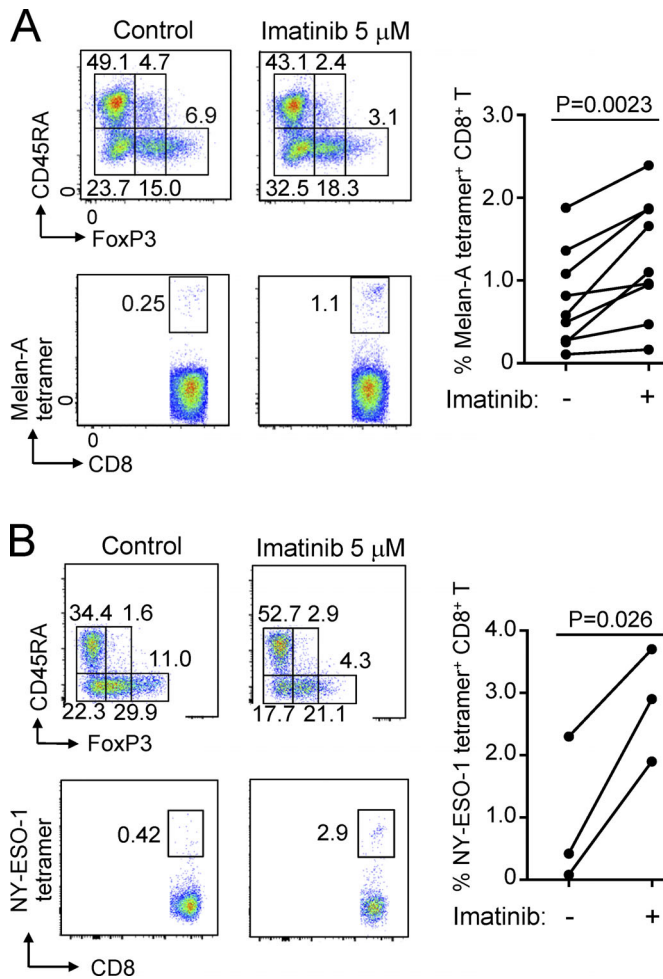 A
Control
Imatinib 5 μM
49.1 4.7
6.9
23.7 15.0
43.1 2.4
3.1
32.5 18.3
CD45RA
0
0
FoxP3
0.25
1.1
Melan-A
tetramer
0
0
CD8
P=0.0023
% Melan-A tetramer+ CD8+ T
3.0
2.0
1.0
0
Imatinib: - +
B
Control
Imatinib 5 μM
34.4 1.6
11.0
22.3 29.9
52.7 2.9
4.3
17.7 21.1
CD45RA
FoxP3
0.42
2.9
NY-ESO-1
tetramer
CD8
P=0.026
% NY-ESO-1 tetramer+ CD8+ T
4.0
3.0
2.0
1.0
0
Imatinib: - +